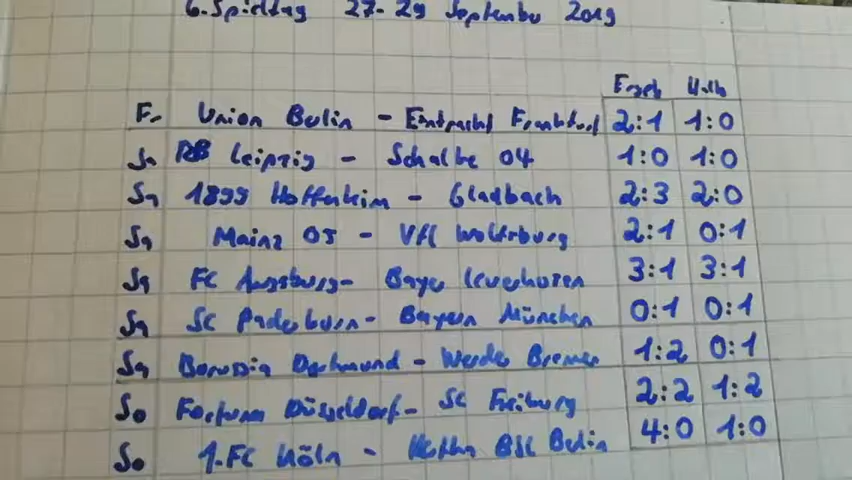 6. Spieltag 27-29 September 2019
Ergeb Halb
Fr Union Berlin - Eintracht Frankfurt 2:1 1:0
Sa RB Leipzig - Schalke 04 1:0 1:0
Sa 1899 Hoffenheim - Gladbach 2:3 2:0
Sa Mainz 05 - Vfl Wolfsburg 2:1 0:1
Sa FC Augsburg - Bayer Leverkusen 3:1 3:1
Sa SC Paderborn - Bayern München 0:1 0:1
Sa Borussia Dortmund - Werder Bremen 1:2 0:1
So Fortuna Düsseldorf - SC Freiburg 2:2 1:2
So 1.FC Köln - Hertha BSC Berlin 4:0 1:0